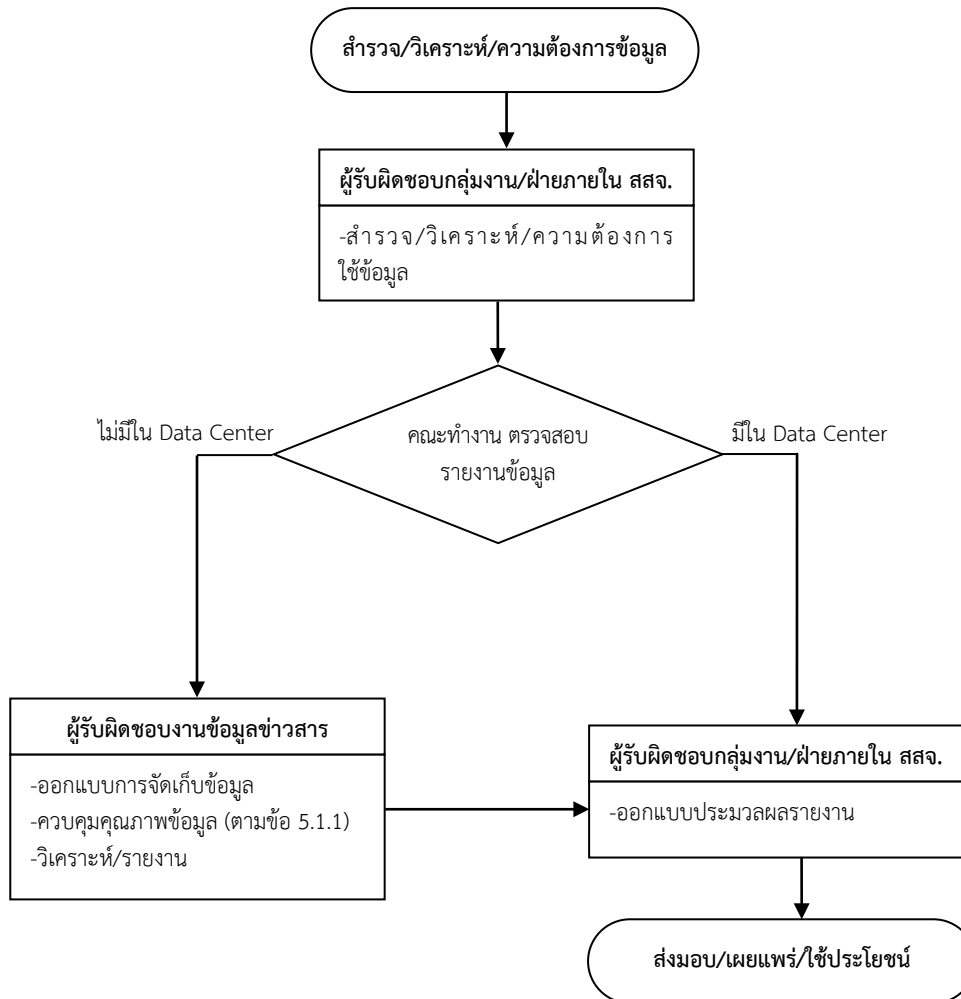 สำรวจ/วิเคราะห์/ความต้องการข้อมูล
ผู้รับผิดชอบกลุ่มงาน/ฝ่ายภายใน สสจ.
-สำรวจ/วิเคราะห์/ความต้องการ
ใช้ข้อมูล
ไม่มีใน Data Center
คณะทำงาน ตรวจสอบ
รายงานข้อมูล
มีใน Data Center
ผู้รับผิดชอบงานข้อมูลข่าวสาร
-ออกแบบการจัดเก็บข้อมูล
-ควบคุมคุณภาพข้อมูล (ตามข้อ 5.1.1)
-วิเคราะห์/รายงาน
ผู้รับผิดชอบกลุ่มงาน/ฝ่ายภายใน สสจ.
-ออกแบบประมวลผลรายงาน
ส่งมอบ/เผยแพร่/ใช้ประโยชน์